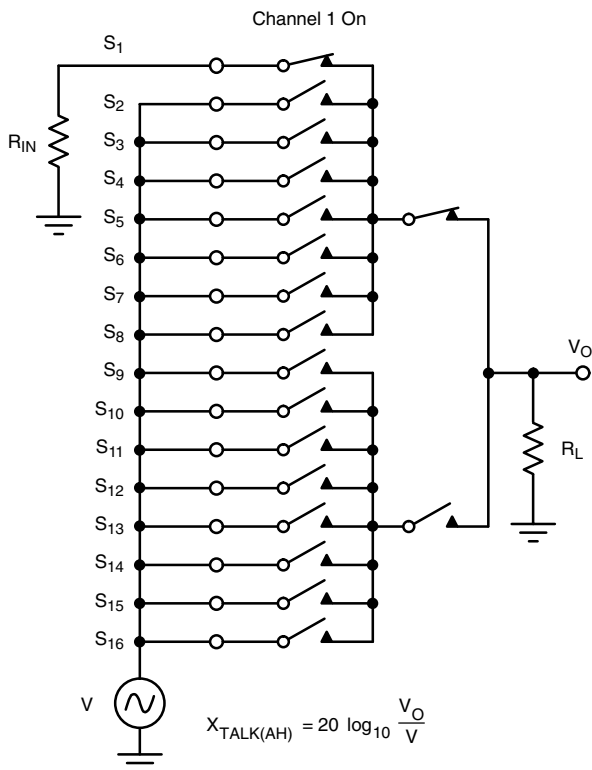 Channel 1 On
S1
S2
RIN
S3
S4
S5
S6
S7
S8
S9
VO
S10
S11
RL
S12
S13
S14
S15
S16
V
XTALK(AH) = 20 log10 VO/V